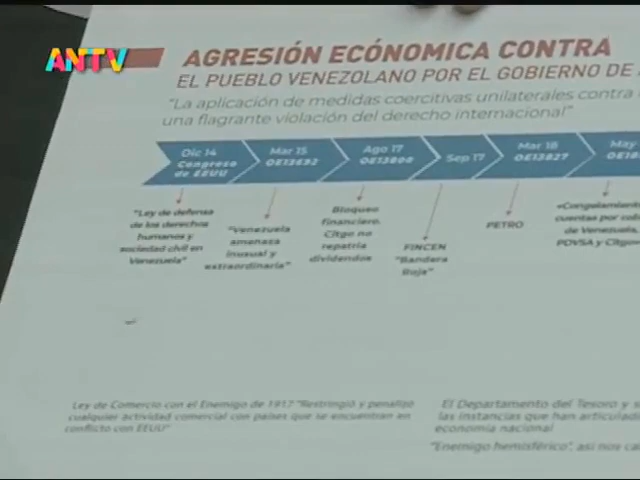 ANTV
AGRESIÓN ECÓNOMICA CONTRA
EL PUEBLO VENEZOLANO POR EL GOBIERNO DE
"La aplicación de medidas coercitivas unilaterales contra
una flagrante violación del derecho internacional"
Dic 14
Congreso
de EEUU
Mar 15
OE13692
Ago 17
OE13808
Sep 17
Mar 18
OE13827
May
"Ley de defensa
de los derechos
humanos y
sociedad civil en
Venezuela"
"Venezuela
amenaza
inusual y
extraordinaria"
Bloqueo
financiero.
Citgo no
repatria
dividendos
FINCEN
"Bandera
Roja"
PETRO
«Congelamiento
cuentas por
de Venezuela,
PDVSA y Citgo»
Ley de Comercio con el Enemigo de 1917 "Restringió y penalizó
cualquier actividad comercial con países que se encuentran en
conflicto con EEUU"
El Departamento del Tesoro y
las instancias que han
economía nacional
"Enemigo hemisférico", así nos